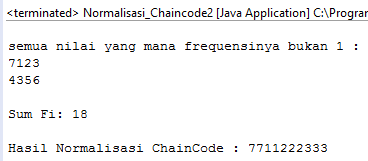 <terminated> Normalisasi_Chaincode2 [Java Application] C:\Progran
semua nilai yang mana frequensinya bukan 1 :
7123
4356
Sum Fi: 18
Hasil Normalisasi ChainCode : 7711222333